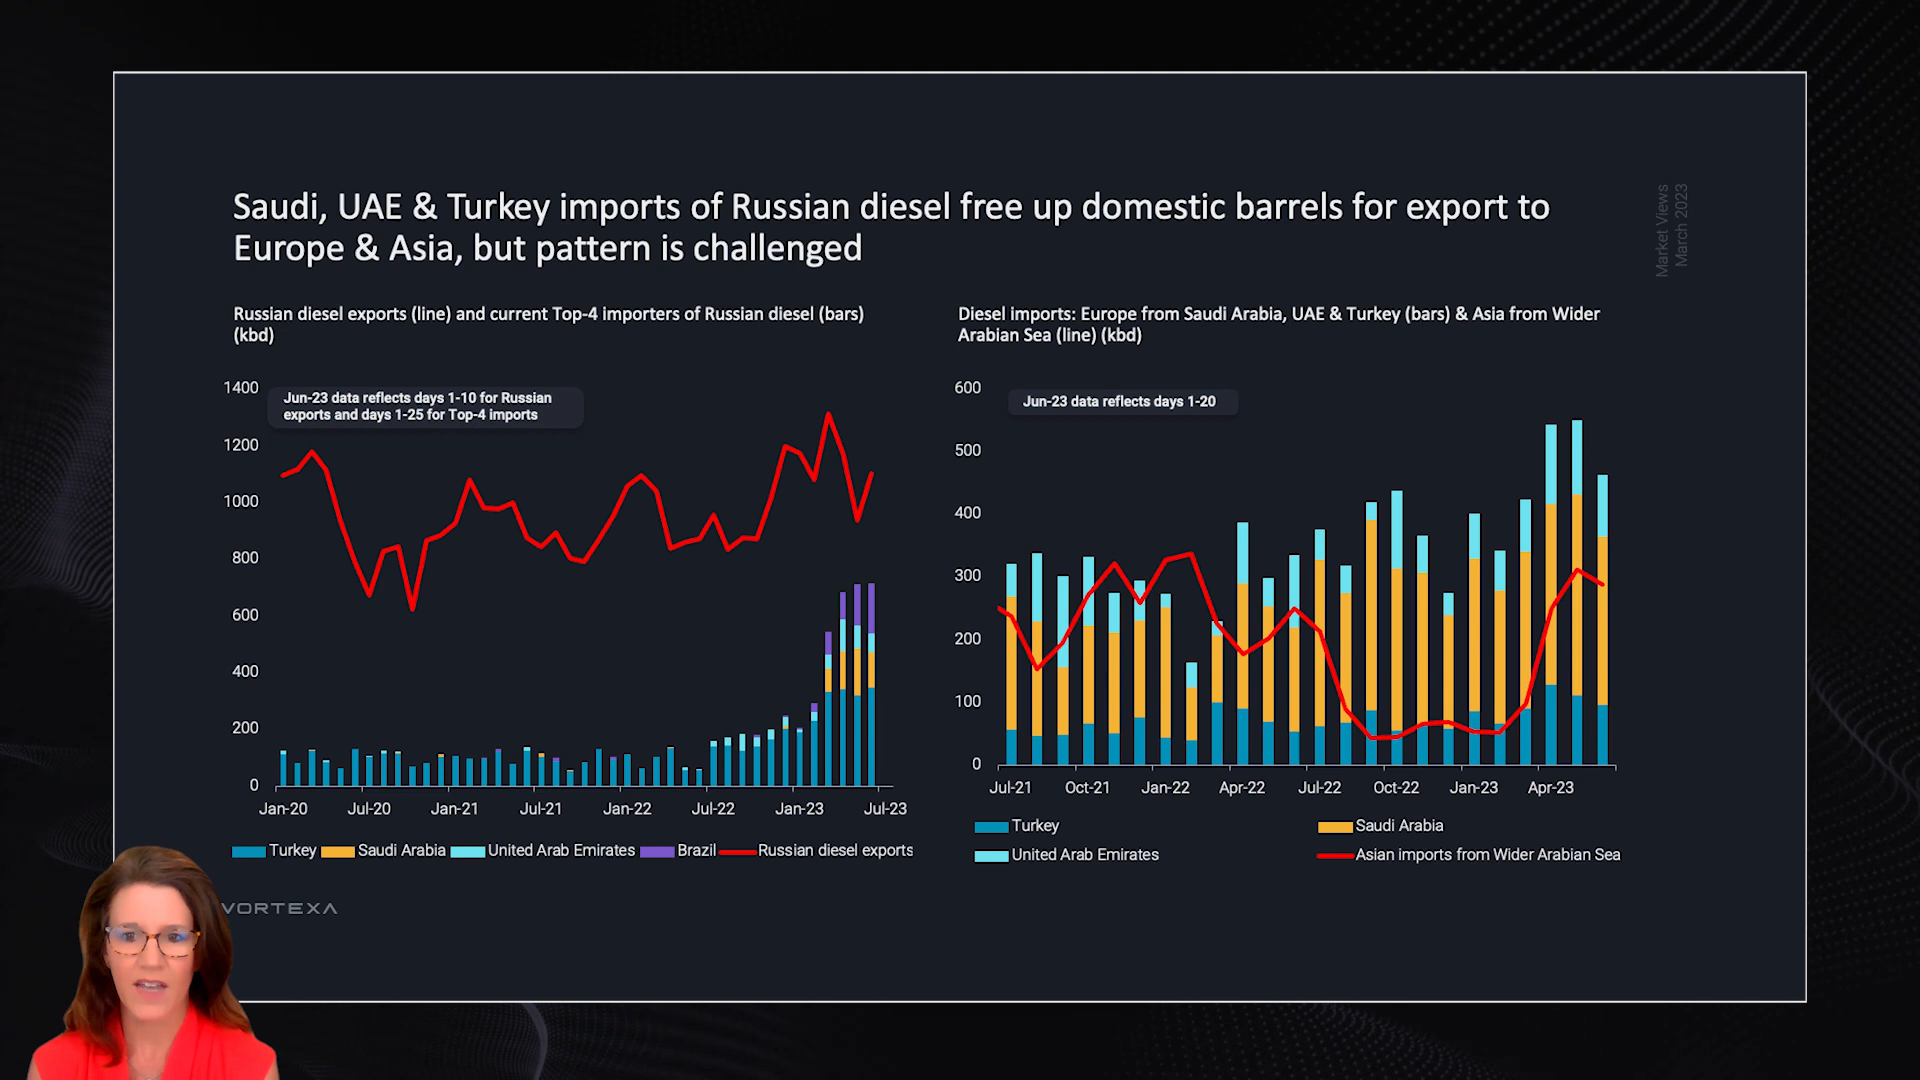 Saudi, UAE & Turkey imports of Russian diesel free up domestic barrels for export to
Europe & Asia, but pattern is challenged
Market Views
March 2023
Russian diesel exports (line) and current Top-4 importers of Russian diesel (bars)
(kbd)
1400
1200
1000
800
600
400
200
0
Jun-23 data reflects days 1-10 for Russian
exports and days 1-25 for Top-4 imports
Jan-20 Jul-20 Jan-21 Jul-21 Jan-22 Jul-22 Jan-23 Jul-23
Turkey Saudi Arabia United Arab Emirates Brazil Russian diesel exports
Diesel imports: Europe from Saudi Arabia, UAE & Turkey (bars) & Asia from Wider
Arabian Sea (line) (kbd)
600
500
400
300
200
100
0
Jun-23 data reflects days 1-20
Jul-21 Oct-21 Jan-22 Apr-22 Jul-22 Oct-22 Jan-23 Apr-23
Turkey Saudi Arabia
United Arab Emirates Asian imports from Wider Arabian Sea
VORTEXA